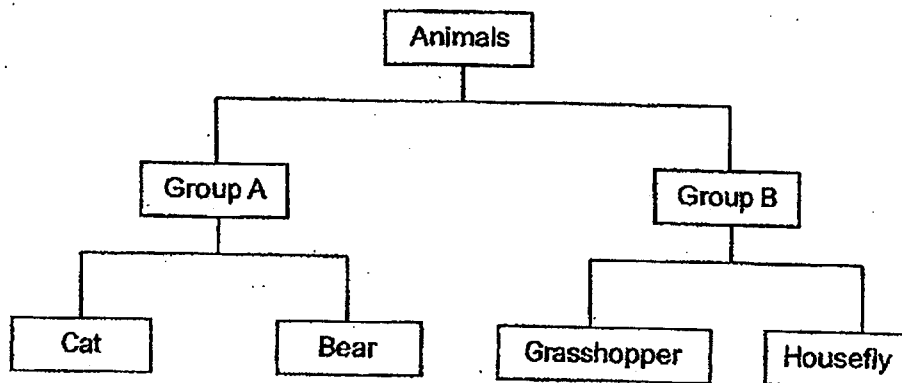 Animals
Group A
Group B
Cat
Bear
Grasshopper
Housefly